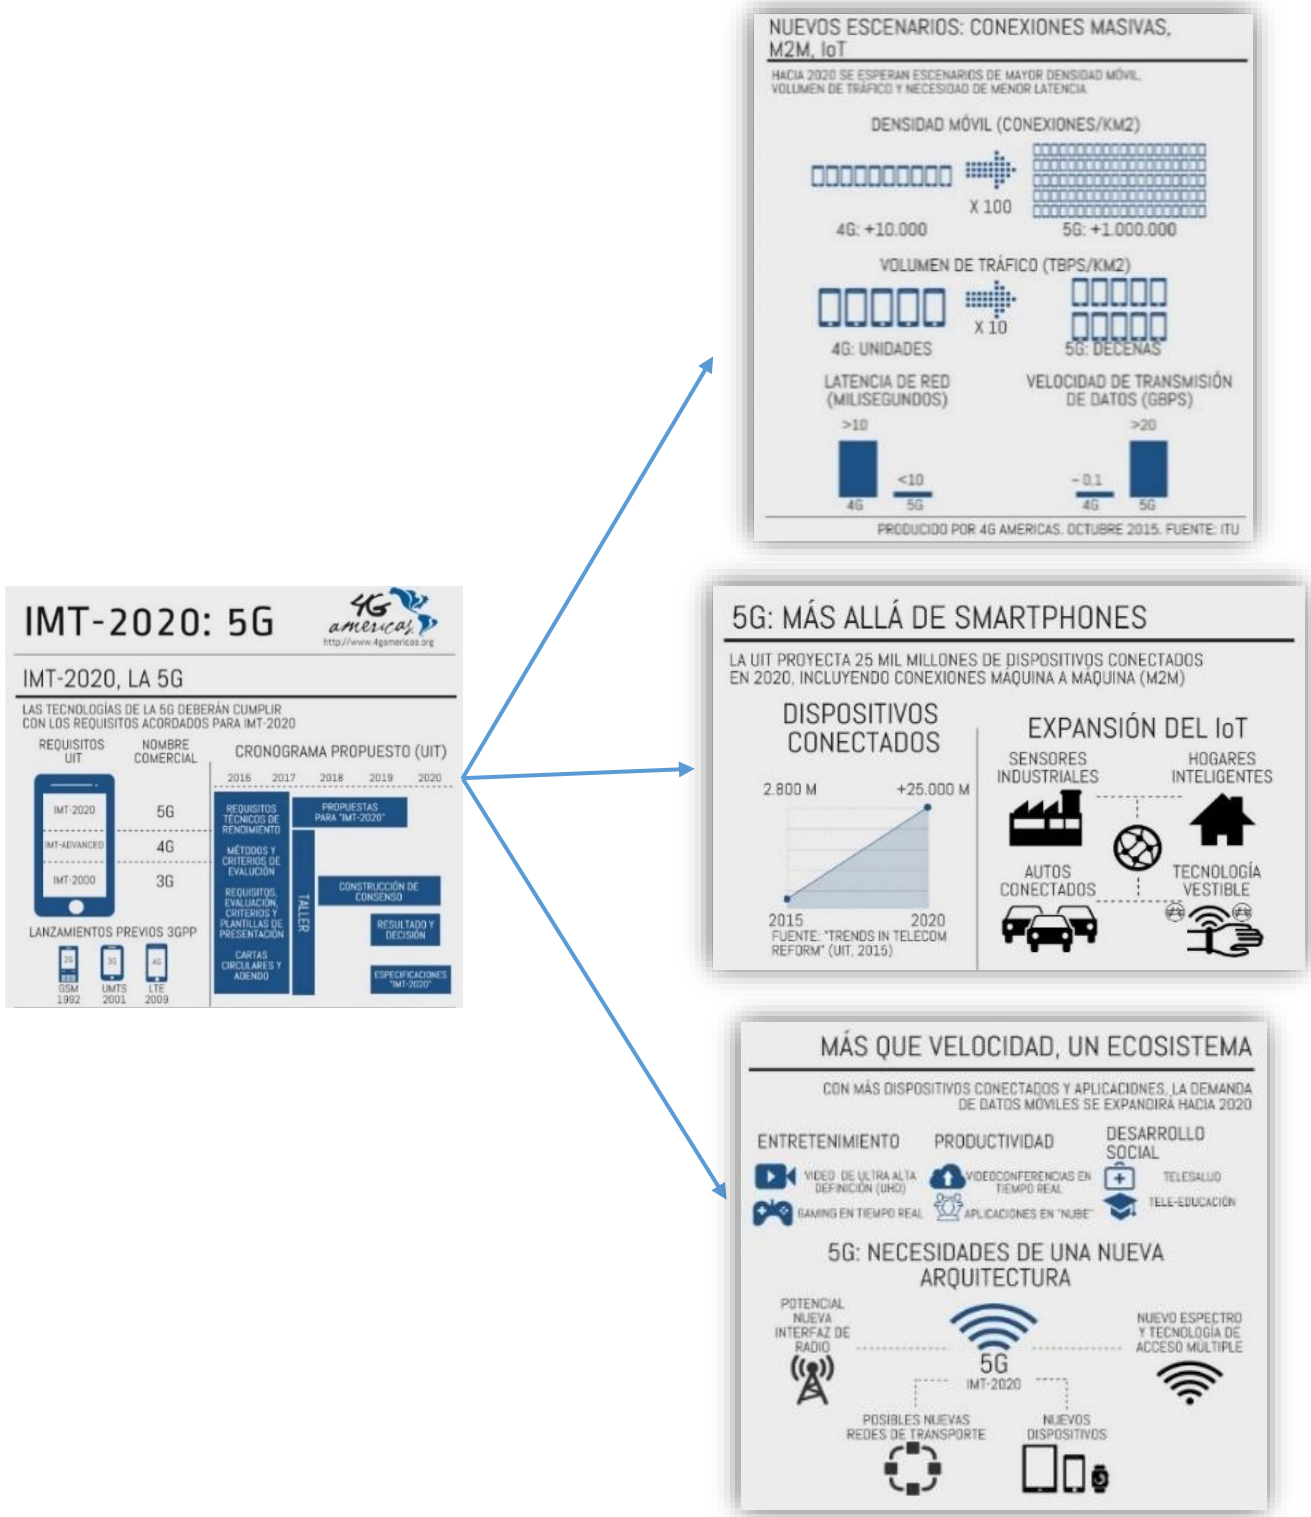 IMT-2020: 5G
4G
americas
http://www.4gamericas.org
IMT-2020, LA 5G
LAS TECNOLOGÍAS DE LA 5G DEBERÁN CUMPLIR
CON LOS REQUISITOS ACORDADOS PARA IMT-2020
REQUISITOS
UIT
NOMBRE
COMERCIAL
IMT-2020
5G
IMT-ADVANCED
4G
IMT-2000
3G
LANZAMIENTOS PREVIOS 3GPP
2G
3G
4G
GSM
1992
UMTS
2001
LTE
2009
CRONOGRAMA PROPUESTO (UIT)
2016 2017 2018 2019 2020
REQUISITOS
TÉCNICOS DE
RENDIMIENTO
MÉTODOS Y
CRITERIOS DE
EVALUCIÓN
REQUISITOS,
EVALUACIÓN,
CRITERIOS Y
PLANTILLAS DE
PRESENTACIÓN
CARTAS
CIRCULARES Y
ADENDO
TALLER
PROPUESTAS
PARA "IMT-2020"
CONSTRUCCIÓN DE
CONSENSO
RESULTADO Y
DECISIÓN
ESPECIFICACIONES
"IMT-2020"
NUEVOS ESCENARIOS: CONEXIONES MASIVAS,
M2M, IoT
HACIA 2020 SE ESPERAN ESCENARIOS DE MAYOR DENSIDAD MÓVIL,
VOLUMEN DE TRÁFICO Y NECESIDAD DE MENOR LATENCIA
DENSIDAD MÓVIL (CONEXIONES/KM2)
X 100
4G: +10.000
5G: +1.000.000
VOLUMEN DE TRÁFICO (TBPS/KM2)
X 10
4G: UNIDADES
5G: DECENAS
LATENCIA DE RED
(MILISEGUNDOS)
>10
<10
4G
5G
VELOCIDAD DE TRANSMISIÓN
DE DATOS (GBPS)
>20
~ 0,1
4G
5G
PRODUCIDO POR 4G AMERICAS. OCTUBRE 2015. FUENTE: ITU
5G: MÁS ALLÁ DE SMARTPHONES
LA UIT PROYECTA 25 MIL MILLONES DE DISPOSITIVOS CONECTADOS
EN 2020, INCLUYENDO CONEXIONES MÁQUINA A MÁQUINA (M2M)
DISPOSITIVOS
CONECTADOS
2.800 M
+25.000 M
2015
2020
FUENTE: "TRENDS IN TELECOM
REFORM" (UIT, 2015)
EXPANSIÓN DEL IoT
SENSORES
INDUSTRIALES
HOGARES
INTELIGENTES
AUTOS
CONECTADOS
TECNOLOGÍA
VESTIBLE
MÁS QUE VELOCIDAD, UN ECOSISTEMA
CON MÁS DISPOSITIVOS CONECTADOS Y APLICACIONES, LA DEMANDA
DE DATOS MÓVILES SE EXPANDIRÁ HACIA 2020
ENTRETENIMIENTO
VIDEO DE ULTRA ALTA
DEFINICIÓN (UHD)
GAMING EN TIEMPO REAL
PRODUCTIVIDAD
VIDEOCONFERENCIAS EN
TIEMPO REAL
APLICACIONES EN "NUBE"
DESARROLLO
SOCIAL
TELESALUD
TELE-EDUCACIÓN
5G: NECESIDADES DE UNA NUEVA
ARQUITECTURA
POTENCIAL
NUEVA
INTERFAZ DE
RADIO
5G
IMT-2020
NUEVO ESPECTRO
Y TECNOLOGÍA DE
ACCESO MÚLTIPLE
POSIBLES NUEVAS
REDES DE TRANSPORTE
NUEVOS
DISPOSITIVOS